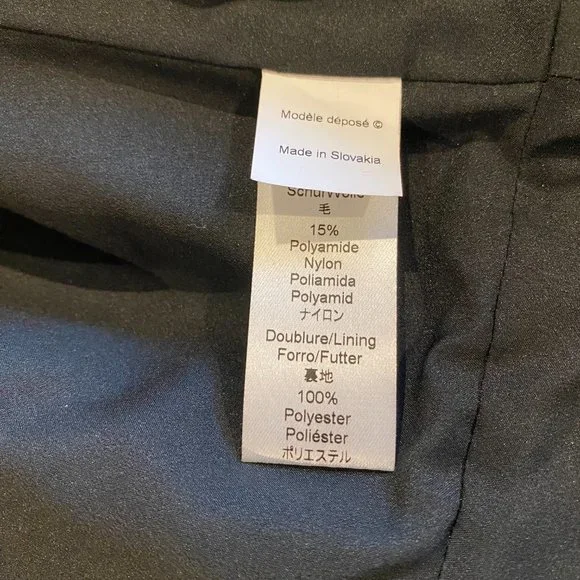 Modèle déposé ©
Made in Slovakia
Schurwolle
毛
15%
Polyamide
Nylon
Poliamida
Polyamid
ナイロン
Doublure/Lining
Forro/Futter
裏地
100%
Polyester
Poliéster
ポリエステル